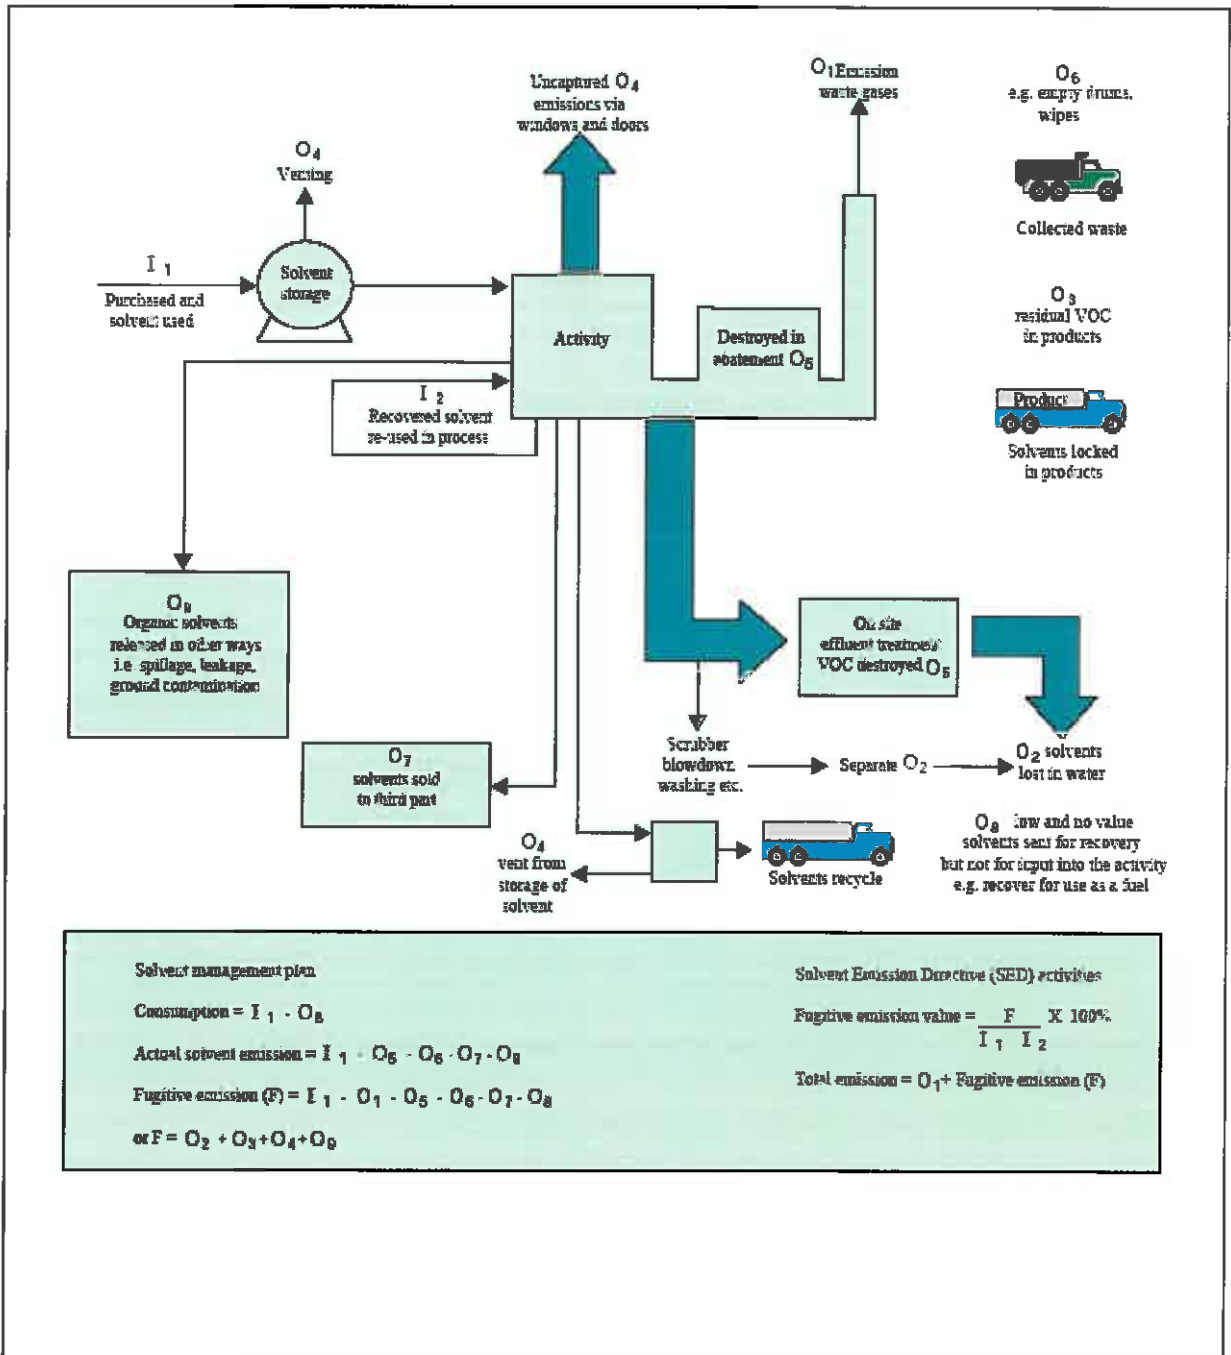 Uncaptured O4
emissions via
windows and doors
O1 Emission
waste gases
O6
e.g. empty drums,
wipes
Collected waste
O4
Venting
I 1
Purchased and
solvent used
Solvent
storage
Activity
Destroyed in
abatement O5
O3
residual VOC
in products
Product
Solvents locked
in products
I 2
Recovered solvent
re-used in process
O9
Organic solvents
released in other ways
i.e. spillage, leakage,
ground contamination
On site
effluent treatment
VOC destroyed O5
O7
solvents sold
to third part
Scrubber
blowdown
washing etc.
Separate O2
O2 solvents
lost in water
O4
vent from
storage of
solvent
Solvents recycle
O8 low and no value
solvents sent for recovery
but not for input into the activity
e.g. recover for use as a fuel
Solvent management plan
Consumption = I 1 - O8
Actual solvent emission = I 1 - O5 - O6 - O7 - O8
Fugitive emission (F) = I 1 - O1 - O5 - O6 - O7 - O8
or F = O2 + O3 + O4 + O9
Solvent Emission Directive (SED) activities
Fugitive emission value = F X 100%
I 1 I 2
Total emission = O1 + Fugitive emission (F)